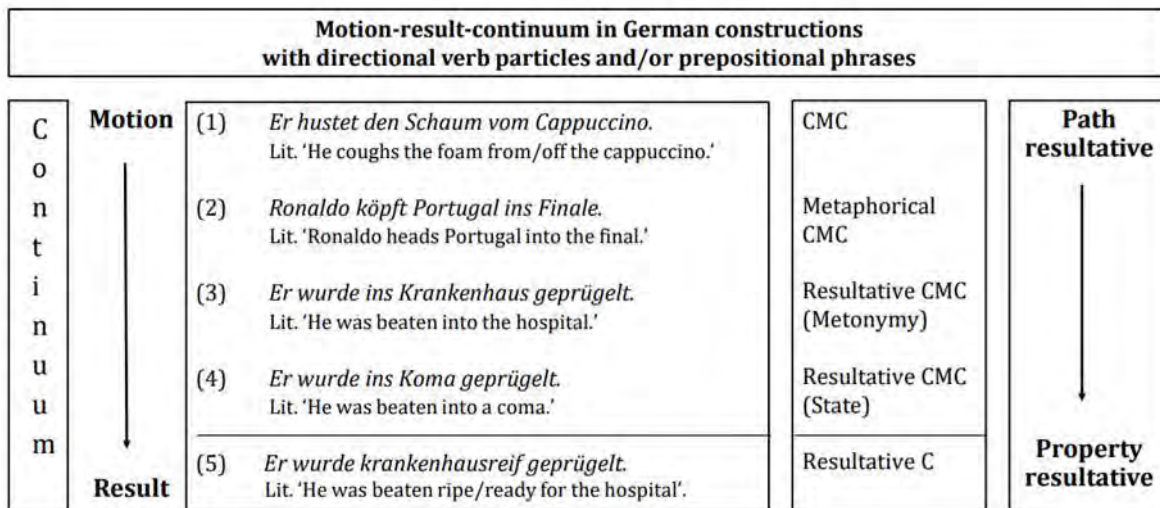 Motion-result-continuum in German constructions
with directional verb particles and/or prepositional phrases
Continuum
Motion
Result
(1) Er hustet den Schaum vom Cappuccino.
Lit. ‘He coughs the foam from/off the cappuccino.’
CMC
(2) Ronaldo köpft Portugal ins Finale.
Lit. ‘Ronaldo heads Portugal into the final.’
Metaphorical
CMC
(3) Er wurde ins Krankenhaus geprügelt.
Lit. ‘He was beaten into the hospital.’
Resultative CMC
(Metonymy)
(4) Er wurde ins Koma geprügelt.
Lit. ‘He was beaten into a coma.’
Resultative CMC
(State)
(5) Er wurde krankenhausreif geprügelt.
Lit. ‘He was beaten ripe/ready for the hospital’.
Resultative C
Path
resultative
Property
resultative